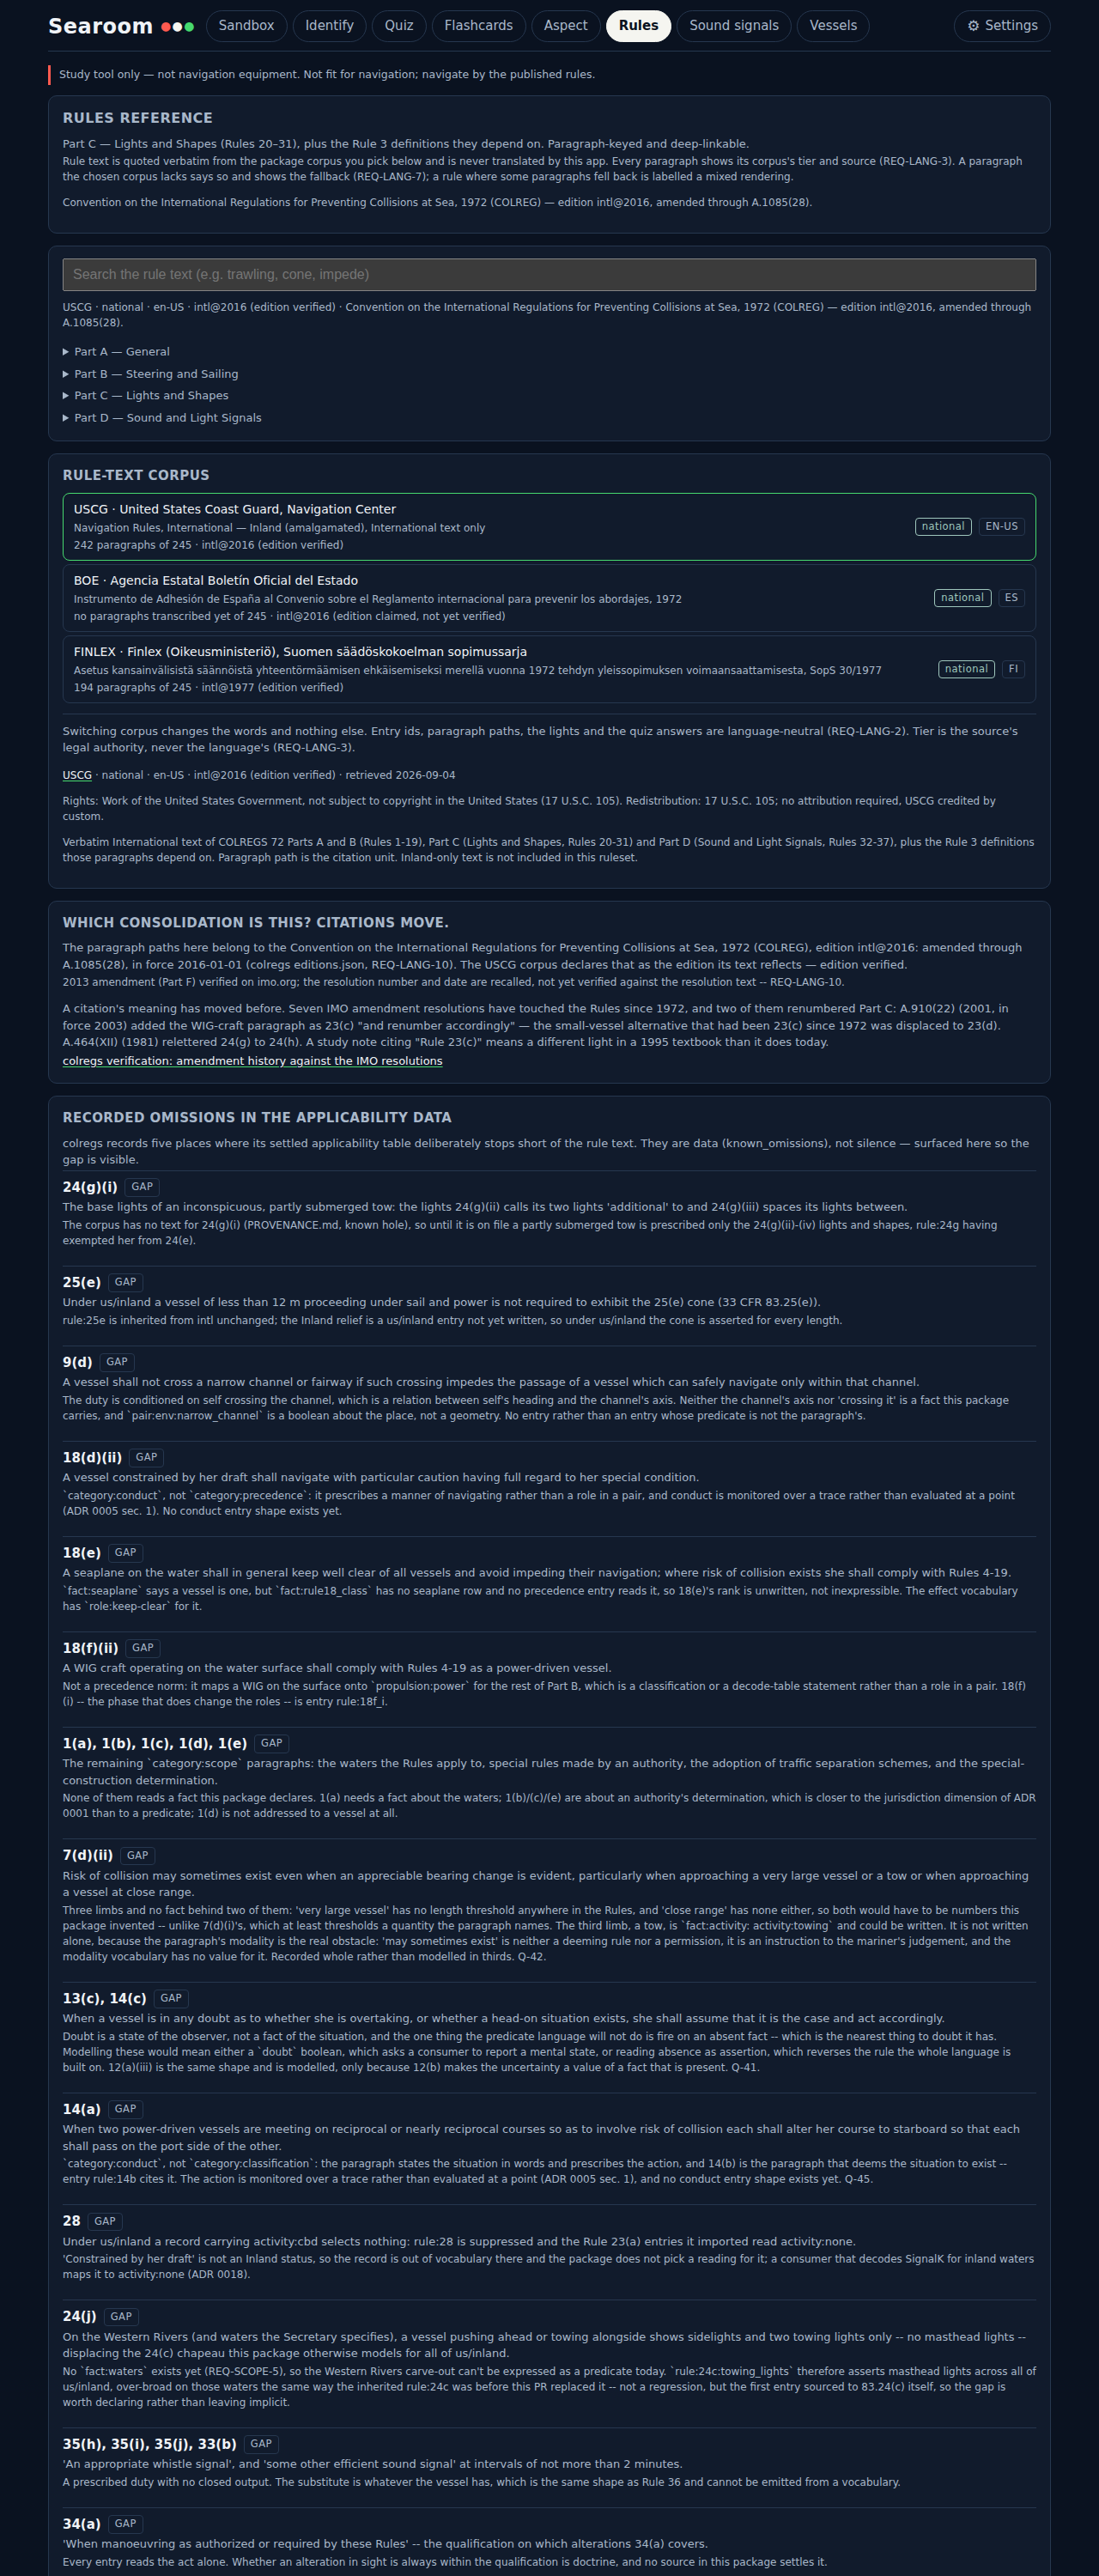 Searoom
Sandbox
Identify
Quiz
Flashcards
Aspect
Rules
Sound signals
Vessels
⚙ Settings
Study tool only — not navigation equipment. Not fit for navigation; navigate by the published rules.
RULES REFERENCE
Part C — Lights and Shapes (Rules 20–31), plus the Rule 3 definitions they depend on. Paragraph-keyed and deep-linkable.
Rule text is quoted verbatim from the package corpus you pick below and is never translated by this app. Every paragraph shows its corpus's tier and source (REQ-LANG-3). A paragraph
the chosen corpus lacks says so and shows the fallback (REQ-LANG-7); a rule where some paragraphs fell back is labelled a mixed rendering.
Convention on the International Regulations for Preventing Collisions at Sea, 1972 (COLREG) — edition intl@2016, amended through A.1085(28).
Search the rule text (e.g. trawling, cone, impede)
USCG · national · en-US · intl@2016 (edition verified) · Convention on the International Regulations for Preventing Collisions at Sea, 1972 (COLREG) — edition intl@2016, amended through
A.1085(28).
▶ Part A — General
▶ Part B — Steering and Sailing
▶ Part C — Lights and Shapes
▶ Part D — Sound and Light Signals
RULE-TEXT CORPUS
USCG · United States Coast Guard, Navigation Center
Navigation Rules, International — Inland (amalgamated), International text only
242 paragraphs of 245 · intl@2016 (edition verified)
national
EN-US
BOE · Agencia Estatal Boletín Oficial del Estado
Instrumento de Adhesión de España al Convenio sobre el Reglamento internacional para prevenir los abordajes, 1972
no paragraphs transcribed yet of 245 · intl@2016 (edition claimed, not yet verified)
national
ES
FINLEX · Finlex (Oikeusministeriö), Suomen säädöskokoelman sopimussarja
Asetus kansainvälisistä säännöistä yhteentörmäämisen ehkäisemiseksi merellä vuonna 1972 tehdyn yleissopimuksen voimaansaattamisesta, SopS 30/1977
194 paragraphs of 245 · intl@1977 (edition verified)
national
FI
Switching corpus changes the words and nothing else. Entry ids, paragraph paths, the lights and the quiz answers are language-neutral (REQ-LANG-2). Tier is the source's
legal authority, never the language's (REQ-LANG-3).
USCG · national · en-US · intl@2016 (edition verified) · retrieved 2026-09-04
Rights: Work of the United States Government, not subject to copyright in the United States (17 U.S.C. 105). Redistribution: 17 U.S.C. 105; no attribution required, USCG credited by
custom.
Verbatim International text of COLREGS 72 Parts A and B (Rules 1-19), Part C (Lights and Shapes, Rules 20-31) and Part D (Sound and Light Signals, Rules 32-37), plus the Rule 3 definitions
those paragraphs depend on. Paragraph path is the citation unit. Inland-only text is not included in this ruleset.
WHICH CONSOLIDATION IS THIS? CITATIONS MOVE.
The paragraph paths here belong to the Convention on the International Regulations for Preventing Collisions at Sea, 1972 (COLREG), edition intl@2016: amended through
A.1085(28), in force 2016-01-01 (colregs editions.json, REQ-LANG-10). The USCG corpus declares that as the edition its text reflects — edition verified.
2013 amendment (Part F) verified on imo.org; the resolution number and date are recalled, not yet verified against the resolution text -- REQ-LANG-10.
A citation's meaning has moved before. Seven IMO amendment resolutions have touched the Rules since 1972, and two of them renumbered Part C: A.910(22) (2001, in
force 2003) added the WIG-craft paragraph as 23(c) "and renumber accordingly" — the small-vessel alternative that had been 23(c) since 1972 was displaced to 23(d).
A.464(XII) (1981) relettered 24(g) to 24(h). A study note citing "Rule 23(c)" means a different light in a 1995 textbook than it does today.
colregs verification: amendment history against the IMO resolutions
RECORDED OMISSIONS IN THE APPLICABILITY DATA
colregs records five places where its settled applicability table deliberately stops short of the rule text. They are data (known_omissions), not silence — surfaced here so the
gap is visible.
24(g)(i) GAP
The base lights of an inconspicuous, partly submerged tow: the lights 24(g)(ii) calls its two lights 'additional' to and 24(g)(iii) spaces its lights between.
The corpus has no text for 24(g)(i) (PROVENANCE.md, known hole), so until it is on file a partly submerged tow is prescribed only the 24(g)(ii)-(iv) lights and shapes, rule:24g having
exempted her from 24(e).
25(e) GAP
Under us/inland a vessel of less than 12 m proceeding under sail and power is not required to exhibit the 25(e) cone (33 CFR 83.25(e)).
rule:25e is inherited from intl unchanged; the Inland relief is a us/inland entry not yet written, so under us/inland the cone is asserted for every length.
9(d) GAP
A vessel shall not cross a narrow channel or fairway if such crossing impedes the passage of a vessel which can safely navigate only within that channel.
The duty is conditioned on self crossing the channel, which is a relation between self's heading and the channel's axis. Neither the channel's axis nor 'crossing it' is a fact this package
carries, and `pair:env:narrow_channel` is a boolean about the place, not a geometry. No entry rather than an entry whose predicate is not the paragraph's.
18(d)(ii) GAP
A vessel constrained by her draft shall navigate with particular caution having full regard to her special condition.
`category:conduct`, not `category:precedence`: it prescribes a manner of navigating rather than a role in a pair, and conduct is monitored over a trace rather than evaluated at a point
(ADR 0005 sec. 1). No conduct entry shape exists yet.
18(e) GAP
A seaplane on the water shall in general keep well clear of all vessels and avoid impeding their navigation; where risk of collision exists she shall comply with Rules 4-19.
`fact:seaplane` says a vessel is one, but `fact:rule18_class` has no seaplane row and no precedence entry reads it, so 18(e)'s rank is unwritten, not inexpressible. The effect vocabulary
has `role:keep-clear` for it.
18(f)(ii) GAP
A WIG craft operating on the water surface shall comply with Rules 4-19 as a power-driven vessel.
Not a precedence norm: it maps a WIG on the surface onto `propulsion:power` for the rest of Part B, which is a classification or a decode-table statement rather than a role in a pair. 18(f)
(i) -- the phase that does change the roles -- is entry rule:18f_i.
1(a), 1(b), 1(c), 1(d), 1(e) GAP
The remaining `category:scope` paragraphs: the waters the Rules apply to, special rules made by an authority, the adoption of traffic separation schemes, and the special-
construction determination.
None of them reads a fact this package declares. 1(a) needs a fact about the waters; 1(b)/(c)/(e) are about an authority's determination, which is closer to the jurisdiction dimension of ADR
0001 than to a predicate; 1(d) is not addressed to a vessel at all.
7(d)(ii) GAP
Risk of collision may sometimes exist even when an appreciable bearing change is evident, particularly when approaching a very large vessel or a tow or when approaching
a vessel at close range.
Three limbs and no fact behind two of them: 'very large vessel' has no length threshold anywhere in the Rules, and 'close range' has none either, so both would have to be numbers this
package invented -- unlike 7(d)(i)'s, which at least thresholds a quantity the paragraph names. The third limb, a tow, is `fact:activity: activity:towing` and could be written. It is not written
alone, because the paragraph's modality is the real obstacle: 'may sometimes exist' is neither a deeming rule nor a permission, it is an instruction to the mariner's judgement, and the
modality vocabulary has no value for it. Recorded whole rather than modelled in thirds. Q-42.
13(c), 14(c) GAP
When a vessel is in any doubt as to whether she is overtaking, or whether a head-on situation exists, she shall assume that it is the case and act accordingly.
Doubt is a state of the observer, not a fact of the situation, and the one thing the predicate language will not do is fire on an absent fact -- which is the nearest thing to doubt it has.
Modelling these would mean either a `doubt` boolean, which asks a consumer to report a mental state, or reading absence as assertion, which reverses the rule the whole language is
built on. 12(a)(iii) is the same shape and is modelled, only because 12(b) makes the uncertainty a value of a fact that is present. Q-41.
14(a) GAP
When two power-driven vessels are meeting on reciprocal or nearly reciprocal courses so as to involve risk of collision each shall alter her course to starboard so that each
shall pass on the port side of the other.
`category:conduct`, not `category:classification`: the paragraph states the situation in words and prescribes the action, and 14(b) is the paragraph that deems the situation to exist --
entry rule:14b cites it. The action is monitored over a trace rather than evaluated at a point (ADR 0005 sec. 1), and no conduct entry shape exists yet. Q-45.
28 GAP
Under us/inland a record carrying activity:cbd selects nothing: rule:28 is suppressed and the Rule 23(a) entries it imported read activity:none.
'Constrained by her draft' is not an Inland status, so the record is out of vocabulary there and the package does not pick a reading for it; a consumer that decodes SignalK for inland waters
maps it to activity:none (ADR 0018).
24(j) GAP
On the Western Rivers (and waters the Secretary specifies), a vessel pushing ahead or towing alongside shows sidelights and two towing lights only -- no masthead lights --
displacing the 24(c) chapeau this package otherwise models for all of us/inland.
No `fact:waters` exists yet (REQ-SCOPE-5), so the Western Rivers carve-out can't be expressed as a predicate today. `rule:24c:towing_lights` therefore asserts masthead lights across all of
us/inland, over-broad on those waters the same way the inherited rule:24c was before this PR replaced it -- not a regression, but the first entry sourced to 83.24(c) itself, so the gap is
worth declaring rather than leaving implicit.
35(h), 35(i), 35(j), 33(b) GAP
'An appropriate whistle signal', and 'some other efficient sound signal' at intervals of not more than 2 minutes.
A prescribed duty with no closed output. The substitute is whatever the vessel has, which is the same shape as Rule 36 and cannot be emitted from a vocabulary.
34(a) GAP
'When manoeuvring as authorized or required by these Rules' -- the qualification on which alterations 34(a) covers.
Every entry reads the act alone. Whether an alteration in sight is always within the qualification is doctrine, and no source in this package settles it.